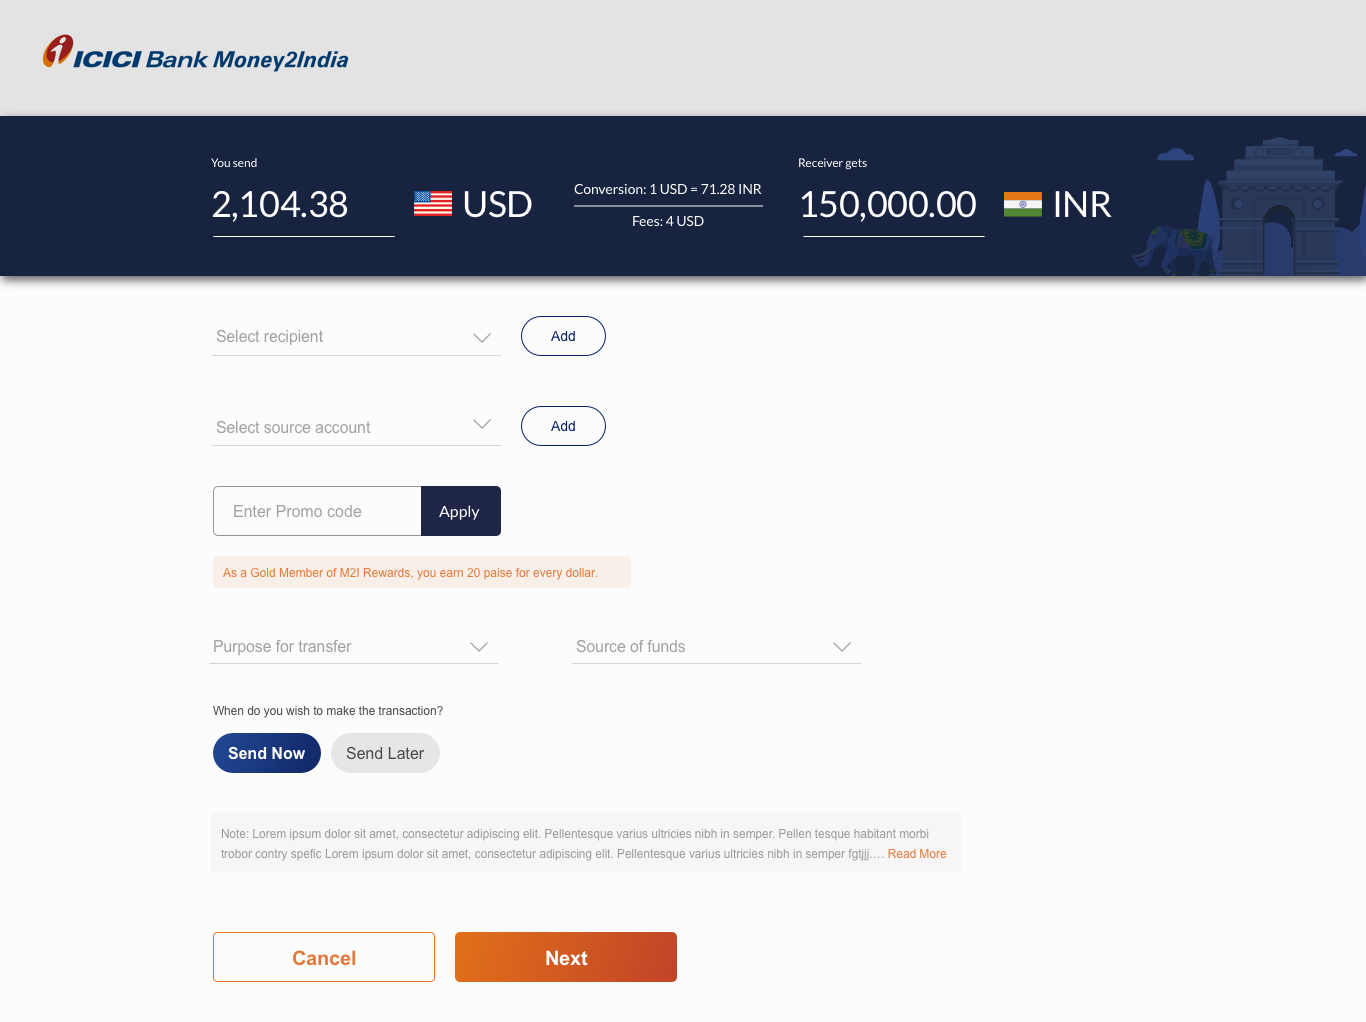 ICICI Bank Money2India
You send
2,104.38
USD
Conversion: 1 USD = 71.28 INR
Fees: 4 USD
Receiver gets
150,000.00
INR
Select recipient
Add
Select source account
Add
Enter Promo code
Apply
As a Gold Member of M2I Rewards, you earn 20 paise for every dollar.
Purpose for transfer
Source of funds
When do you wish to make the transaction?
Send Now
Send Later
Note: Lorem ipsum dolor sit amet, consectetur adipiscing elit. Pellentesque varius ultricies nibh in semper. Pellen tesque habitant morbi
trobor contry spefic Lorem ipsum dolor sit amet, consectetur adipiscing elit. Pellentesque varius ultricies nibh in semper fgtjjj.... Read More
Cancel
Next